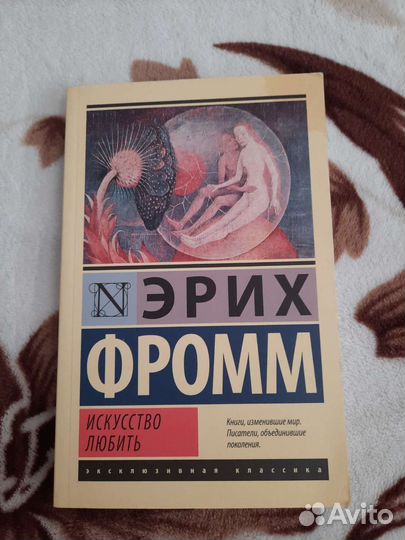 N ЭРИХ
ФРОММ
ИСКУССТВО
ЛЮБИТЬ
Книги, изменившие мир.
Писатели, объединившие
поколения.
эксклюзивная классика
Avito